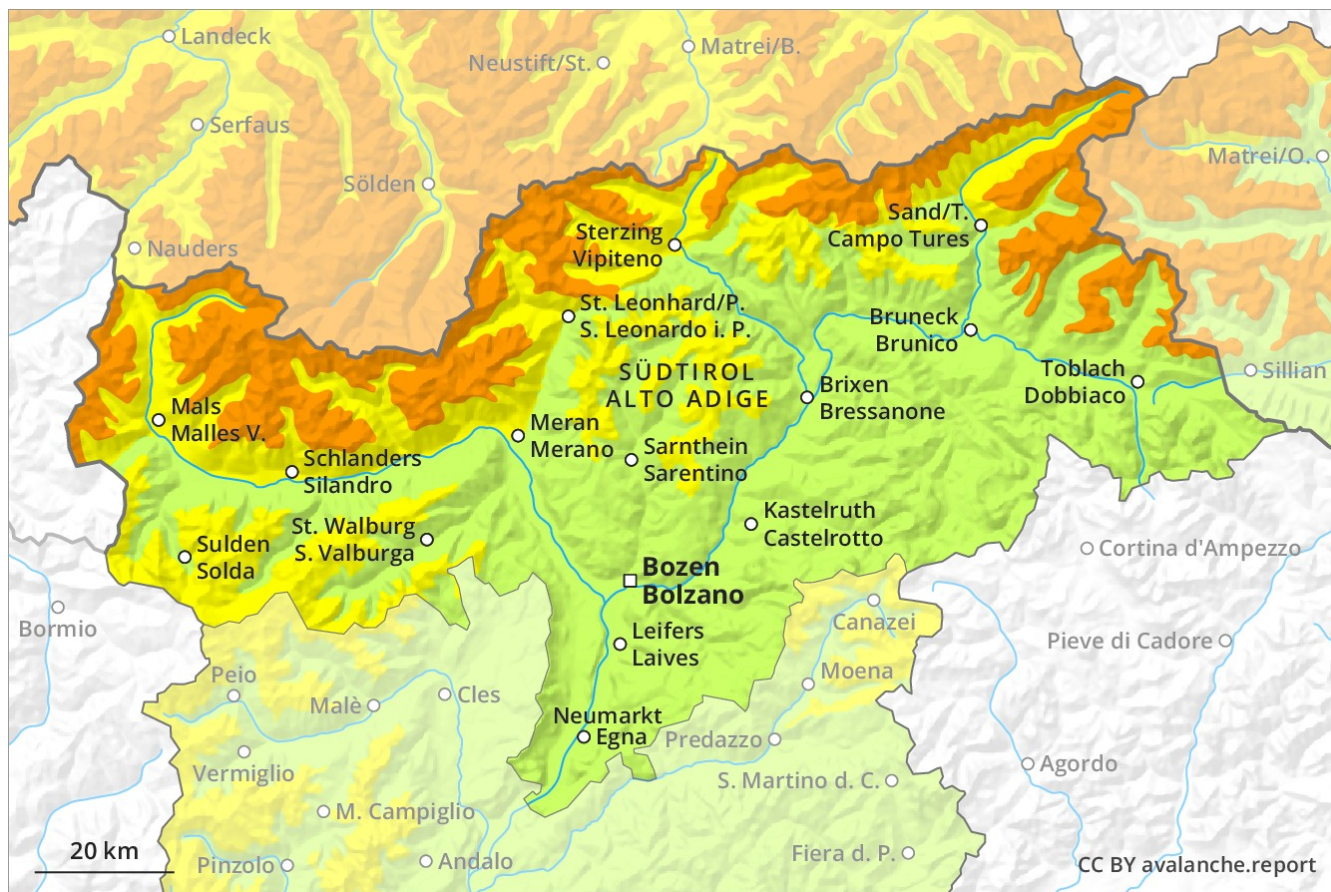 Landeck
Matrei/B.
Neustift/St.
Serfaus
Matrei/O.
Sölden
Nauders
Sand/T.
Campo Tures
Sterzing
Vipiteno
St. Leonhard/P.
S. Leonardo i. P.
Bruneck
Brunico
SÜDTIROL
ALTO ADIGE
Toblach
Dobbiaco
Sillian
Brixen
Bressanone
Mals
Malles V.
Meran
Merano
Sarnthein
Sarentino
Schlanders
Silandro
Kastelruth
Castelrotto
St. Walburg
S. Valburga
Sulden
Solda
Cortina d'Ampezzo
Bozen
Bolzano
Bormio
Canazei
Leifers
Laives
Pieve di Cadore
Peio
Moena
Malè
Cles
Neumarkt
Egna
Predazzo
Vermiglio
Agordo
S. Martino d. C.
M. Campiglio
20 km
Pinzolo
Andalo
Fiera d. P.
CC BY avalanche.report